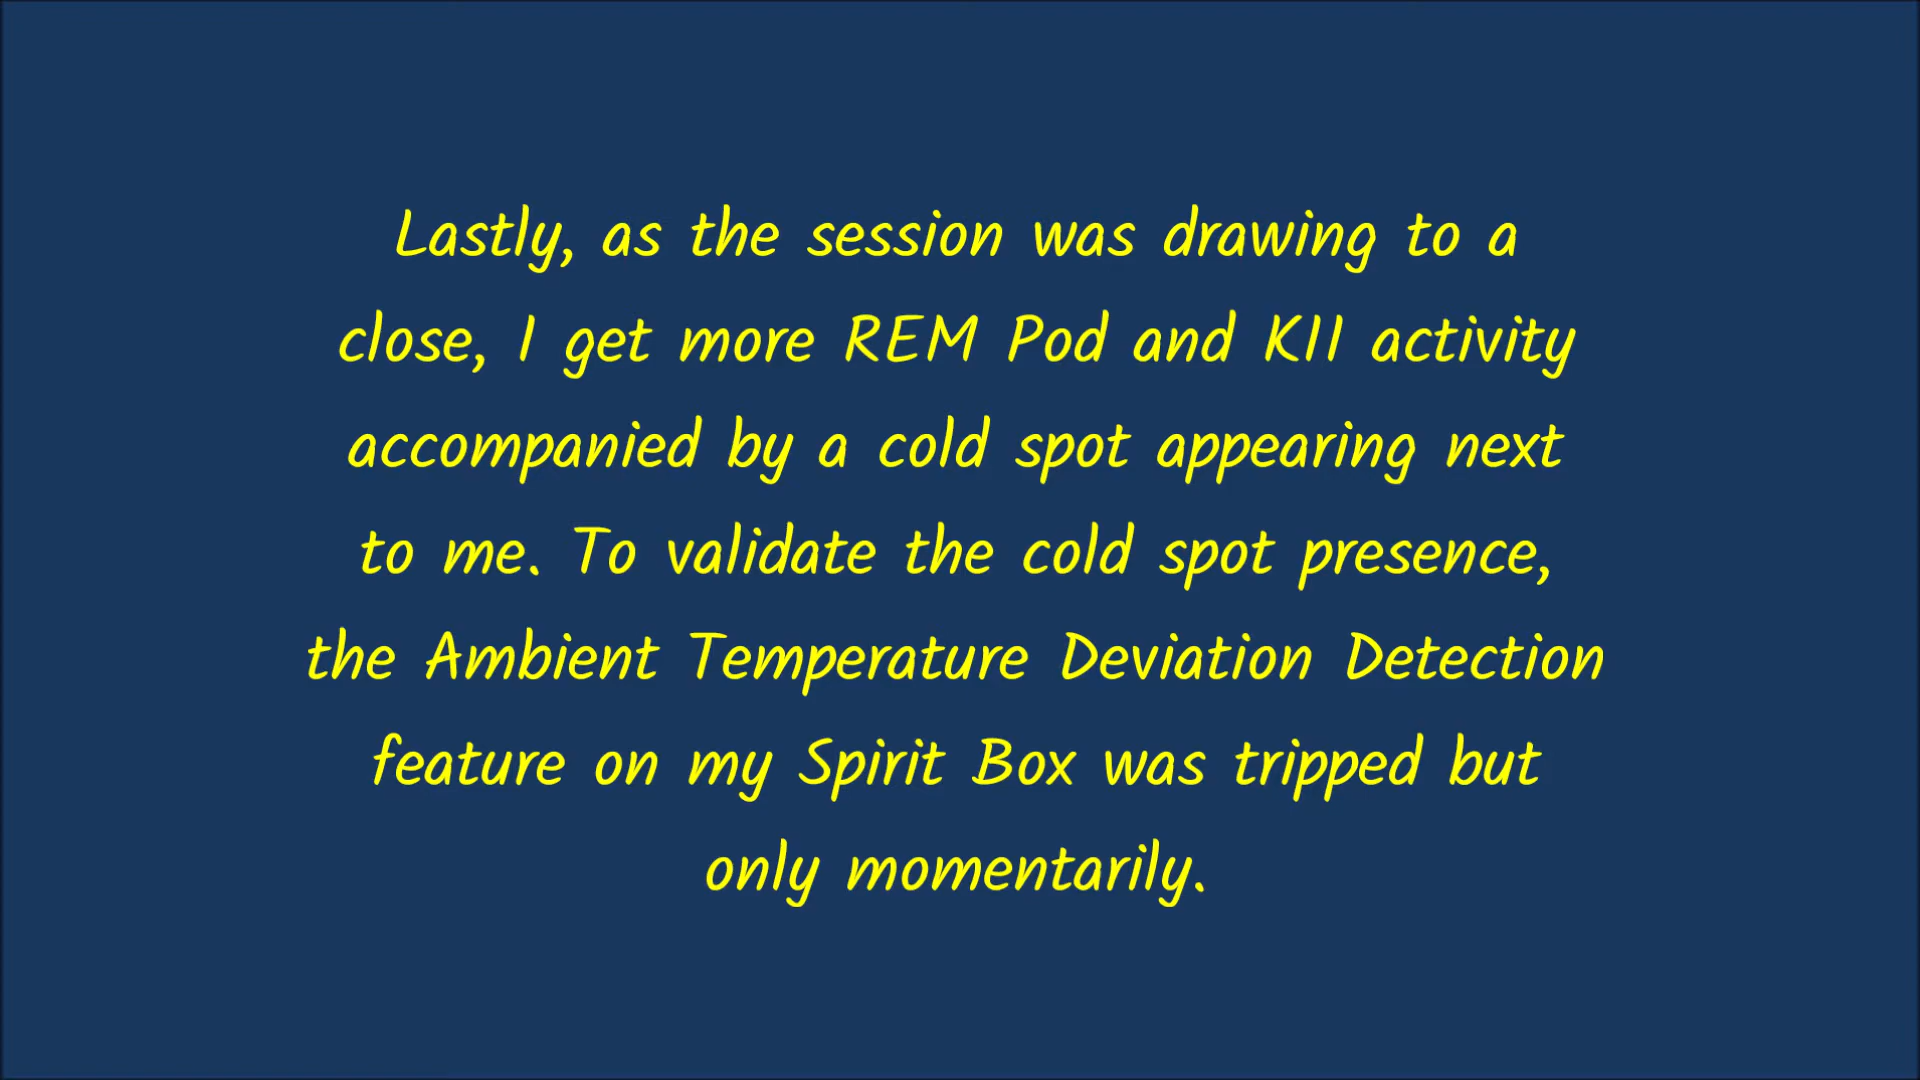 Lastly, as the session was drawing to a
close, I get more REM Pod and KII activity
accompanied by a cold spot appearing next
to me. To validate the cold spot presence,
the Ambient Temperature Deviation Detection
feature on my Spirit Box was tripped but
only momentarily.